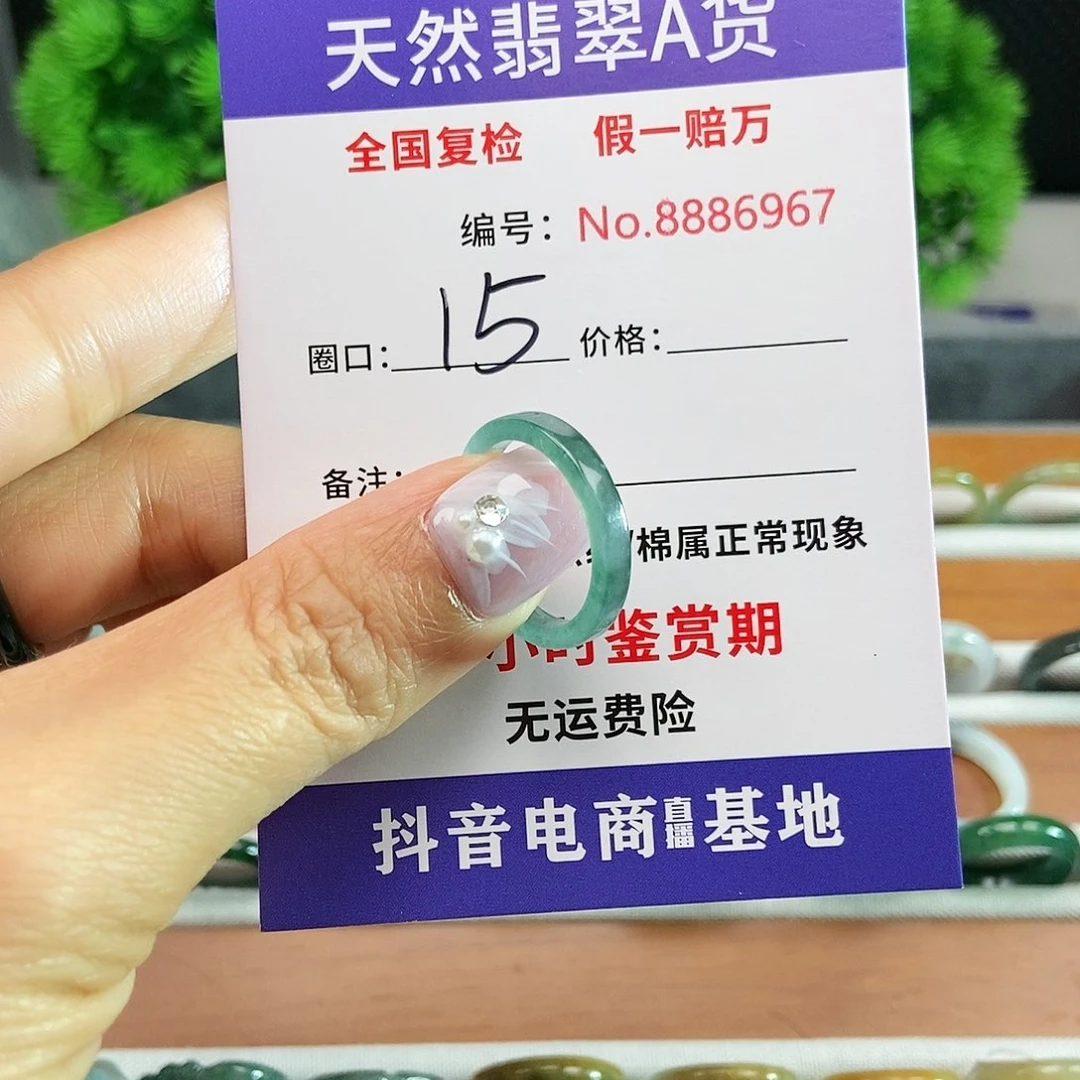 天然翡翠A货
全国复检 假一赔万
编号：No.8886967
圈口：15 价格：
备注：
棉属正常现象
小时鉴赏期
无运费险
抖音电商直播基地